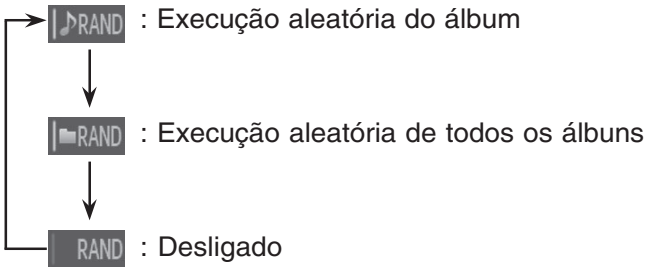 ♪RAND : Execução aleatória do álbum
RAND : Execução aleatória de todos os álbuns
RAND : Desligado